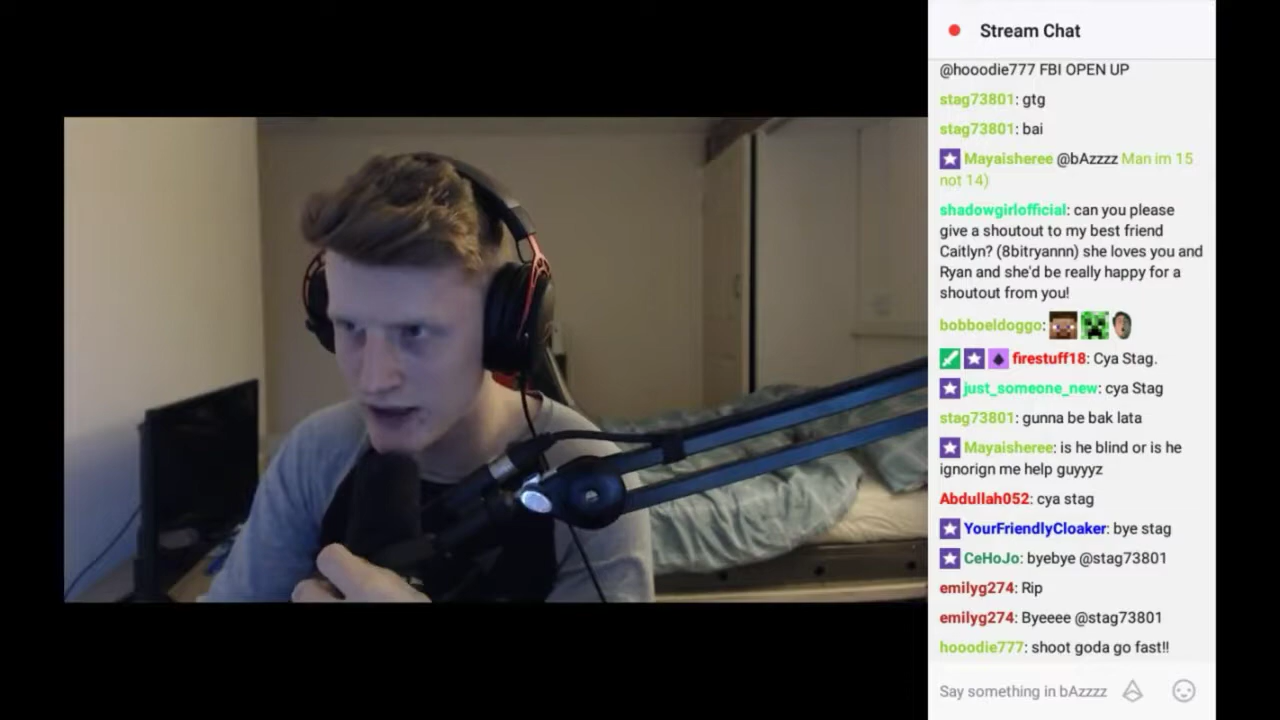 Stream Chat
@hooodie777 FBI OPEN UP
stag73801: gtg
stag73801: bai
Mayaisheree @bAzzzz Man im 15
not 14)
shadowgirlofficial: can you please
give a shoutout to my best friend
Caitlyn? (8bitryannn) she loves you and
Ryan and she'd be really happy for a
shoutout from you!
bobboeldoggo:
firestuff18: Cya Stag.
just_someone_new: cya Stag
stag73801: gunna be bak lata
Mayaisheree: is he blind or is he
ignorign me help guyyyz
Abdullah052: cya stag
YourFriendlyCloaker: bye stag
CeHoJo: byebye @stag73801
emilyg274: Rip
emilyg274: Byeeee @stag73801
hooodie777: shoot goda go fast!!
Say something in bAzzzz